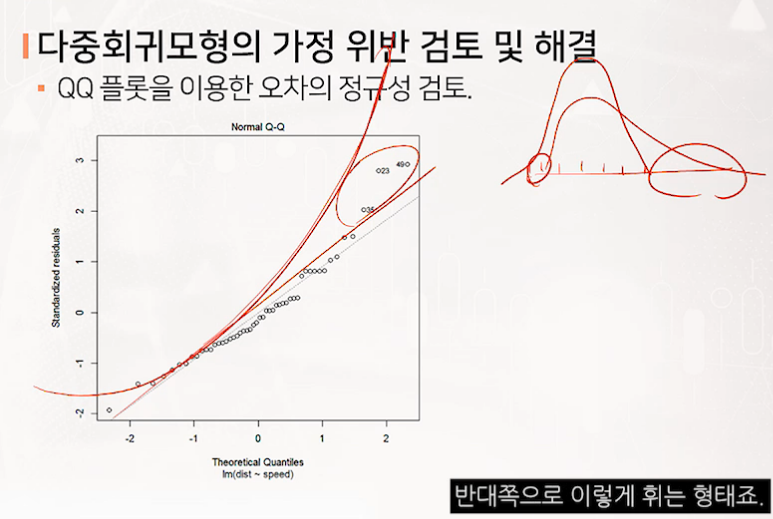 다중회귀모형의 가정 위반 검토 및 해결
QQ 플롯을 이용한 오차의 정규성 검토.
Normal Q-Q
Standardized residuals
3
2
1
0
-1
-2
49
23
35
-2 -1 0 1 2
Theoretical Quantiles
lm(dist ~ speed)
반대쪽으로 이렇게 휘는 형태죠.